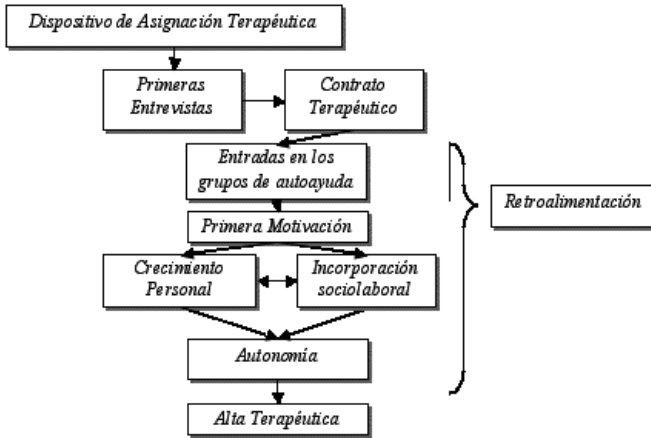 Dispositivo de Asignación Terapéutica
Primeras
Entrevistas
Contrato
Terapéutico
Entradas en los
grupos de autoayuda
Retroalimentación
Primera Motivación
Crecimiento
Personal
Incorporación
sociolaboral
Autonomía
Alta Terapéutica